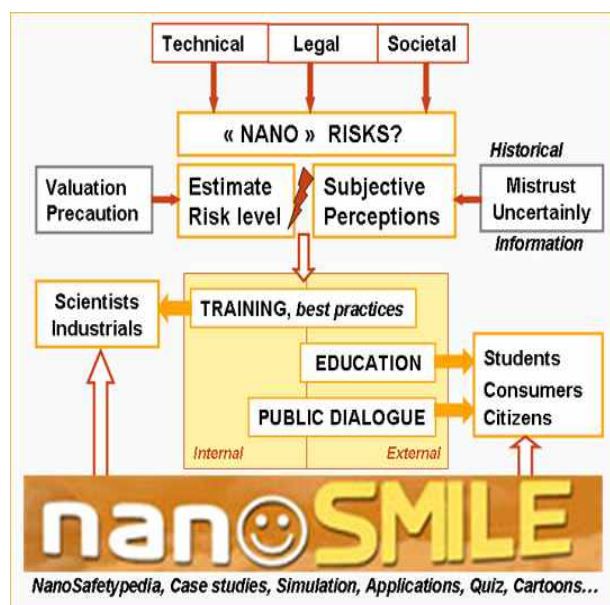 Technical Legal Societal
« NANO » RISKS?
Historical
Valuation
Precaution
Estimate
Risk level
Subjective
Perceptions
Mistrust
Uncertainly
Information
Scientists
Industrials
TRAINING, best practices
EDUCATION
PUBLIC DIALOGUE
Students
Consumers
Citizens
Internal
External
nanoSMILE
NanoSafetypedia, Case studies, Simulation, Applications, Quiz, Cartoons...